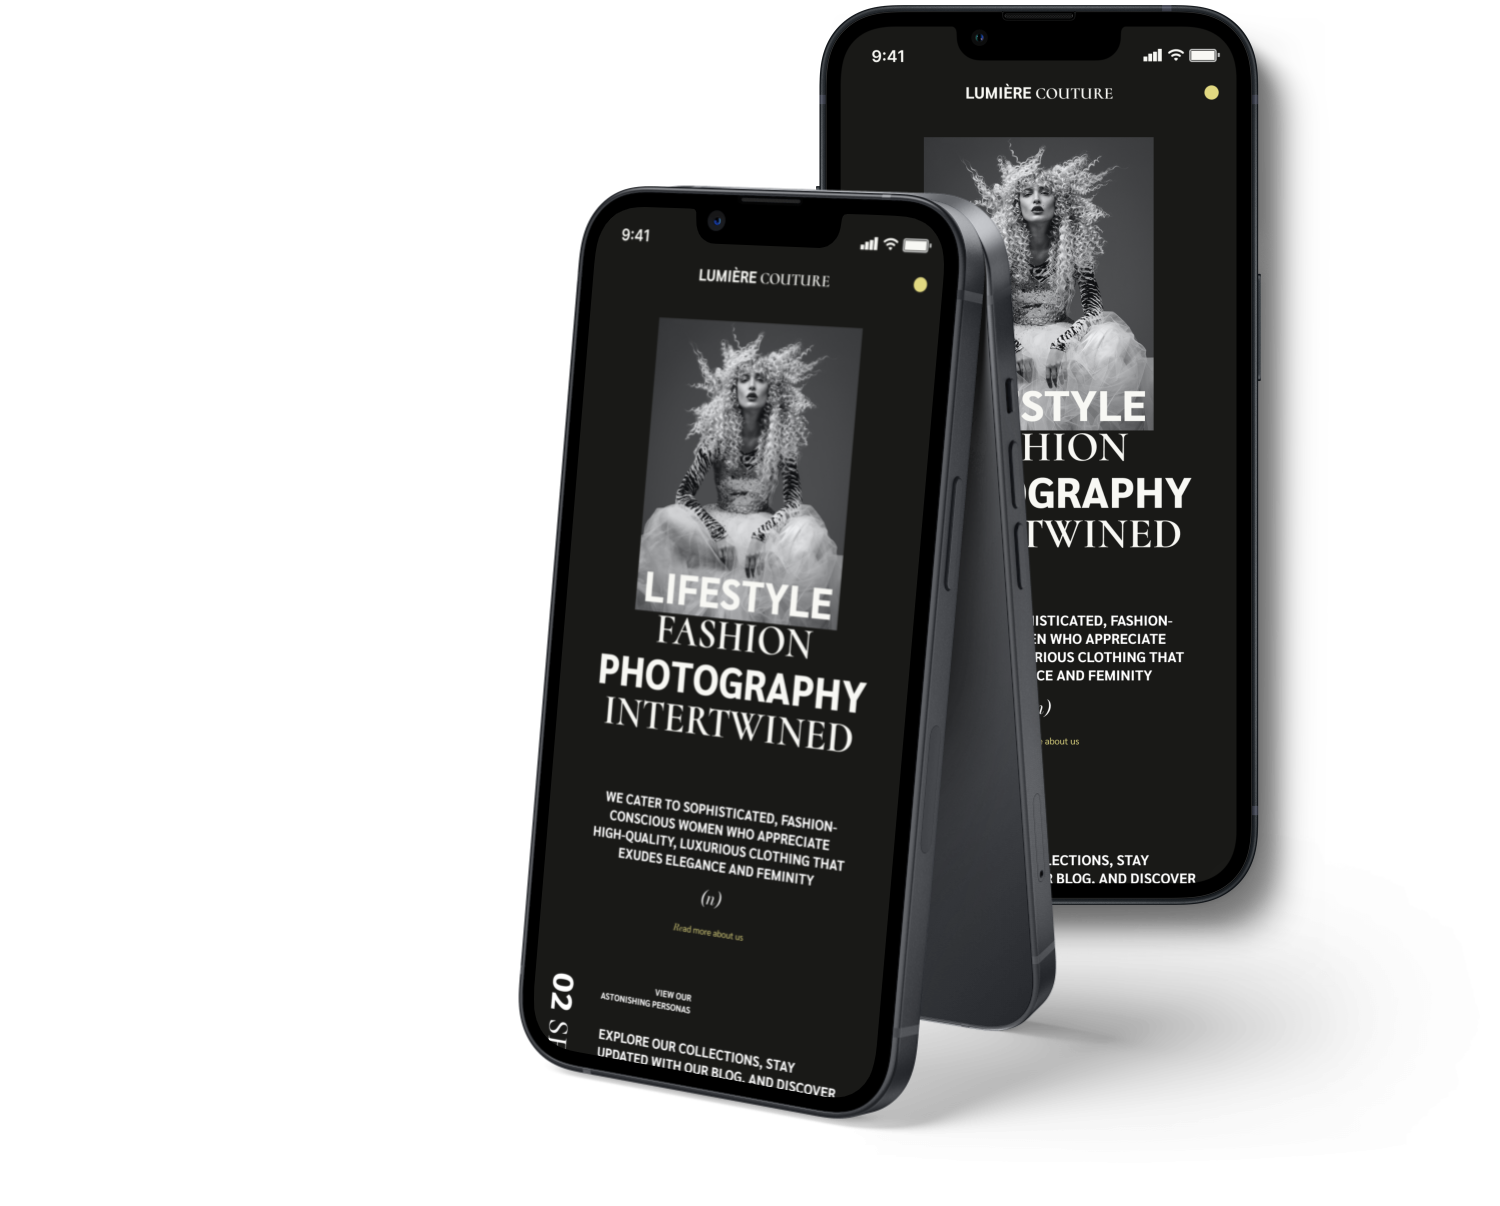 9:41
LUMIÈRE COUTURE
LIFESTYLE
FASHION
PHOTOGRAPHY
INTERTWINED
WE CATER TO SOPHISTICATED, FASHION-
CONSCIOUS WOMEN WHO APPRECIATE
HIGH-QUALITY, LUXURIOUS CLOTHING THAT
EXUDES ELEGANCE AND FEMINITY
(n)
Read more about us
02
VIEW OUR
ASTONISHING PERSONAS
EXPLORE OUR COLLECTIONS, STAY
UPDATED WITH OUR BLOG, AND DISCOVER
9:41
LUMIÈRE COUTURE
STYLE
HION
OGRAPHY
TWINED
ISTICATED, FASHION-
EN WHO APPRECIATE
RIOUS CLOTHING THAT
CE AND FEMINITY
n)
about us
LECTIONS, STAY
R BLOG, AND DISCOVER